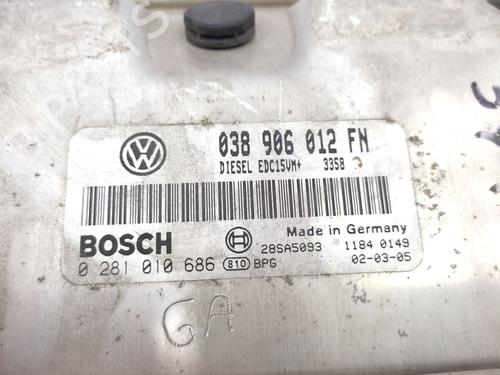 038 906 012 FN
DIESEL EDC15VM+ 3358
Made in Germany
BOSCH 28SA5093 1184 0149
0 281 010 686 810 BPG 02-03-05
GA